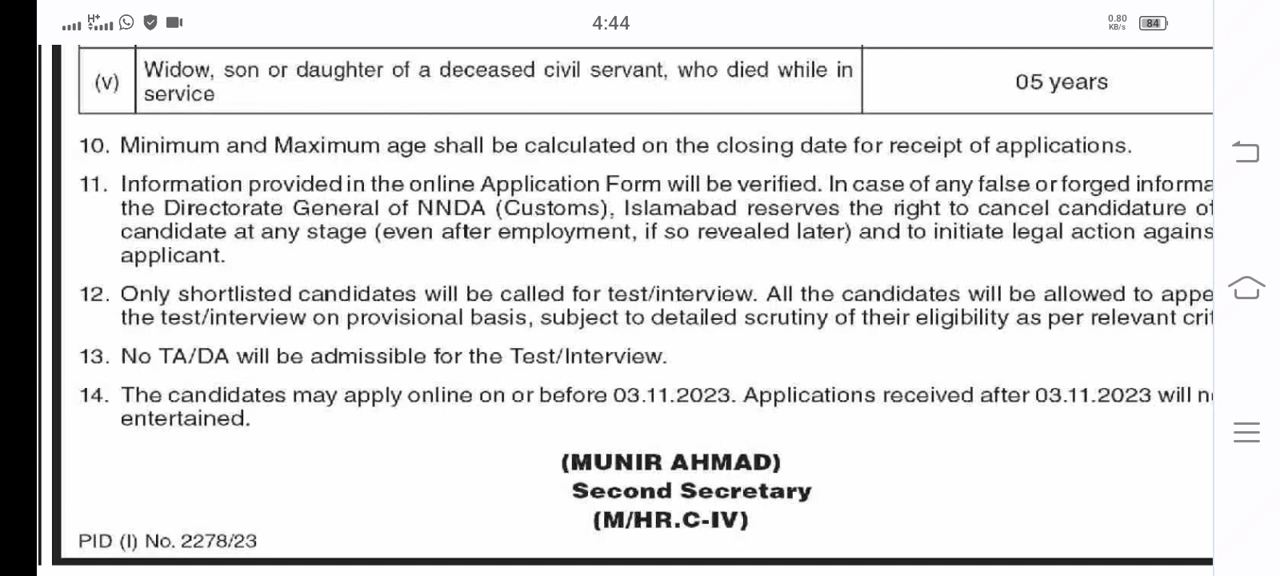 H+
4:44
0.80
KB/s
84
(v) Widow, son or daughter of a deceased civil servant, who died while in
service
05 years
10. Minimum and Maximum age shall be calculated on the closing date for receipt of applications.
11. Information provided in the online Application Form will be verified. In case of any false or forged informa
the Directorate General of NNDA (Customs), Islamabad reserves the right to cancel candidature of
candidate at any stage (even after employment, if so revealed later) and to initiate legal action agains
applicant.
12. Only shortlisted candidates will be called for test/interview. All the candidates will be allowed to appe
the test/interview on provisional basis, subject to detailed scrutiny of their eligibility as per relevant crit
13. No TA/DA will be admissible for the Test/Interview.
14. The candidates may apply online on or before 03.11.2023. Applications received after 03.11.2023 will n
entertained.
(MUNIR AHMAD)
Second Secretary
(M/HR.C-IV)
PID (I) No. 2278/23